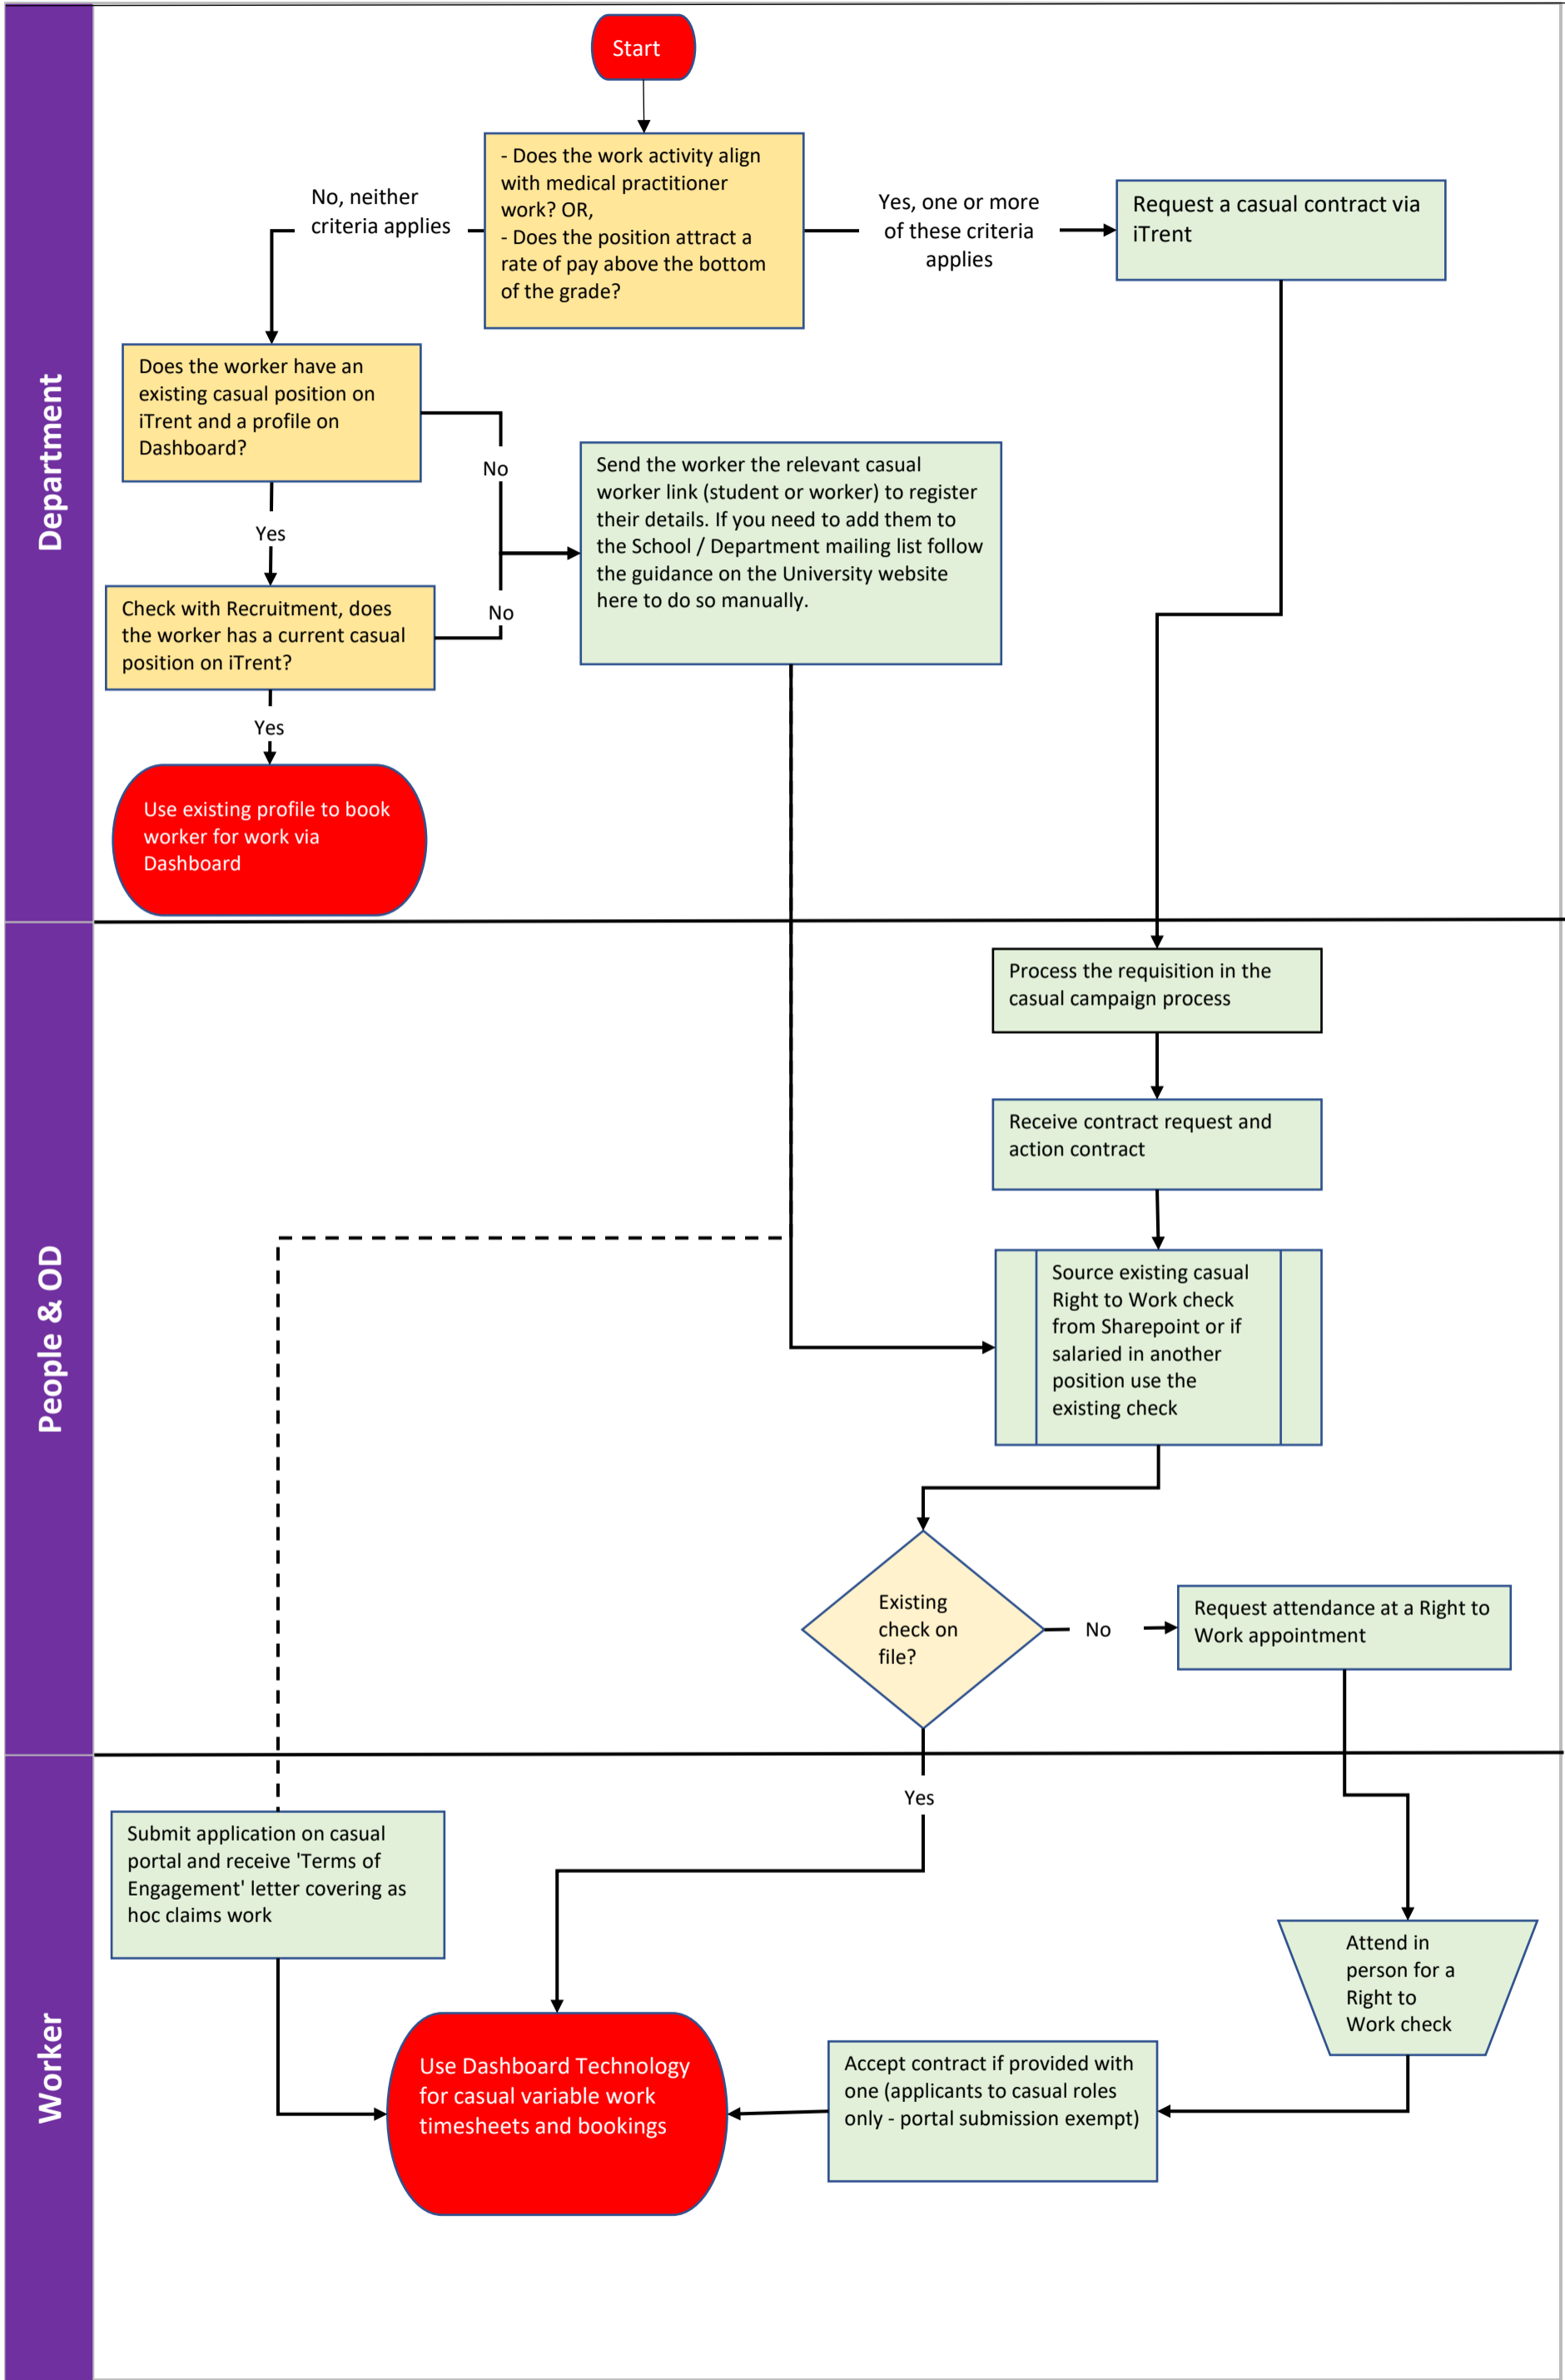 Start
- Does the work activity align
with medical practitioner
work? OR,
- Does the position attract a
rate of pay above the bottom
of the grade?
No, neither
criteria applies
Yes, one or more
of these criteria
applies
Request a casual contract via
iTrent
Department
Does the worker have an
existing casual position on
iTrent and a profile on
Dashboard?
No
Yes
Send the worker the relevant casual
worker link (student or worker) to register
their details. If you need to add them to
the School / Department mailing list follow
the guidance on the University website
here to do so manually.
Check with Recruitment, does
the worker has a current casual
position on iTrent?
No
Yes
Use existing profile to book
worker for work via
Dashboard
People & OD
Process the requisition in the
casual campaign process
Receive contract request and
action contract
Source existing casual
Right to Work check
from Sharepoint or if
salaried in another
position use the
existing check
Existing
check on
file?
No
Request attendance at a Right to
Work appointment
Yes
Worker
Submit application on casual
portal and receive 'Terms of
Engagement' letter covering as
hoc claims work
Attend in
person for a
Right to
Work check
Use Dashboard Technology
for casual variable work
timesheets and bookings
Accept contract if provided with
one (applicants to casual roles
only - portal submission exempt)